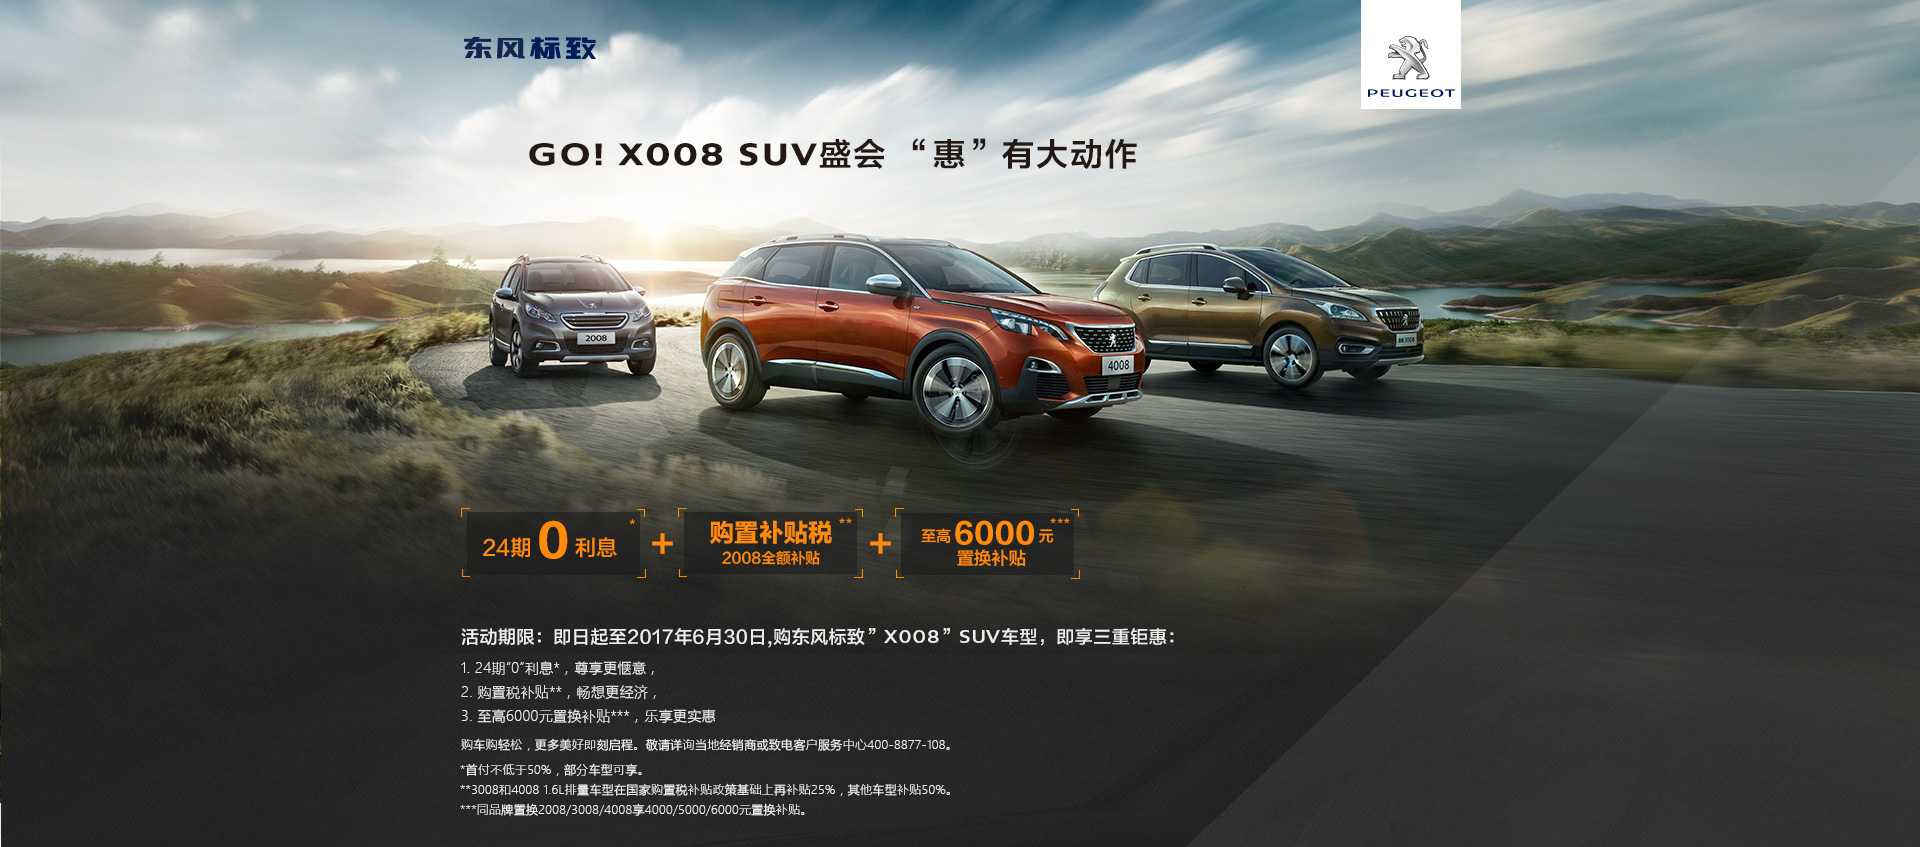 东风标致
PEUGEOT
GO! X008 SUV盛会 “惠”有大动作
2008
4008
3008
24期 0 利息*
+
购置补贴税**
2008全额补贴
+
至高6000元***
置换补贴
活动期限：即日起至2017年6月30日,购东风标致”X008”SUV车型，即享三重钜惠：
1. 24期“0”利息*，尊享更惬意，
2. 购置税补贴**，畅想更经济，
3. 至高6000元置换补贴***，乐享更实惠
购车购轻松，更多美好即刻启程。敬请详询当地经销商或致电客户服务中心400-8877-108。
*首付不低于50%，部分车型可享。
**3008和4008 1.6L排量车型在国家购置税补贴政策基础上再补贴25%，其他车型补贴50%。
***同品牌置换2008/3008/4008享4000/5000/6000元置换补贴。